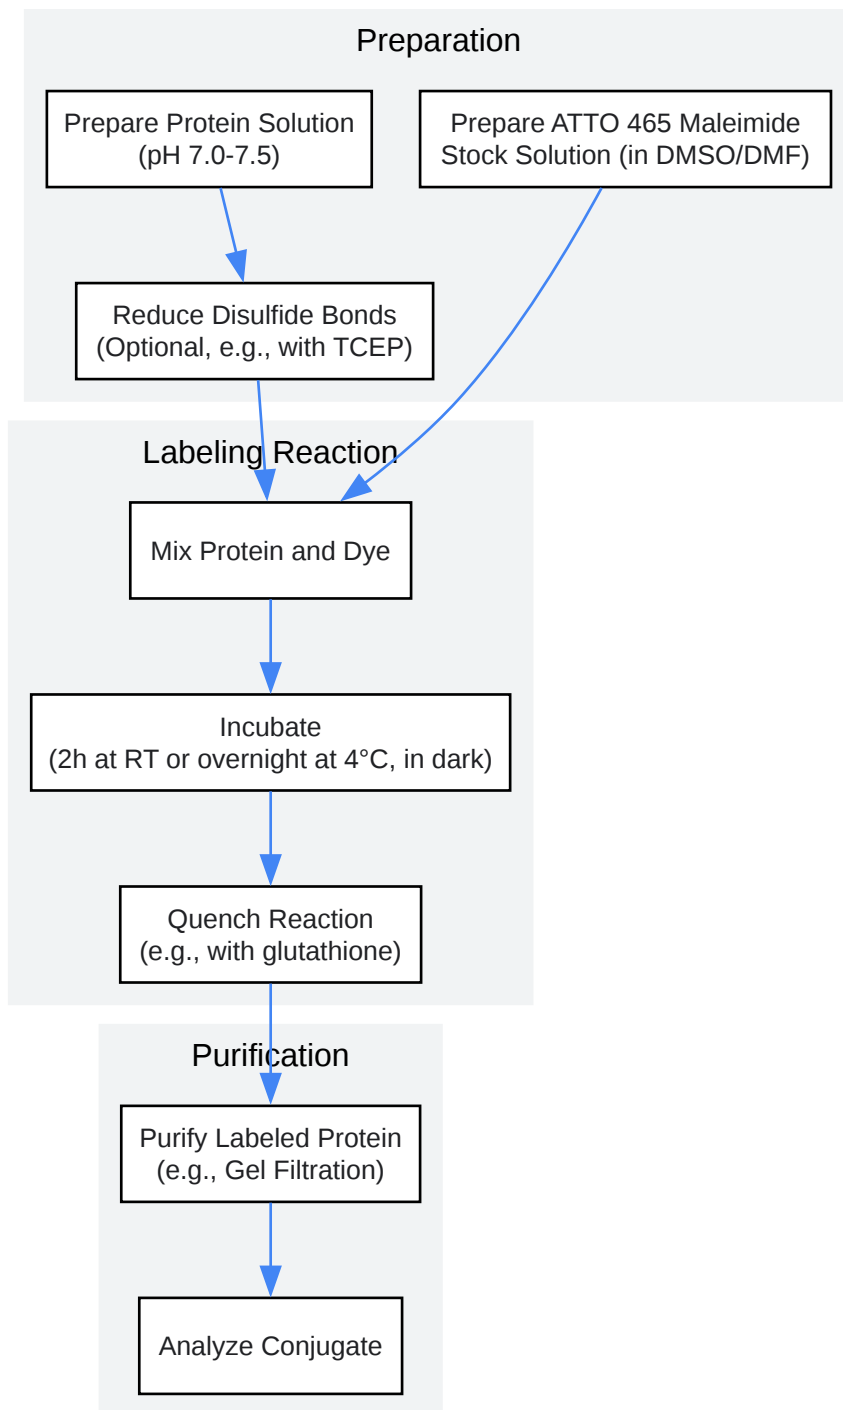 Preparation
Prepare Protein Solution
(pH 7.0-7.5)
Prepare ATTO 465 Maleimide
Stock Solution (in DMSO/DMF)
Reduce Disulfide Bonds
(Optional, e.g., with TCEP)
Labeling Reaction
Mix Protein and Dye
Incubate
(2h at RT or overnight at 4°C, in dark)
Quench Reaction
(e.g., with glutathione)
Purification
Purify Labeled Protein
(e.g., Gel Filtration)
Analyze Conjugate